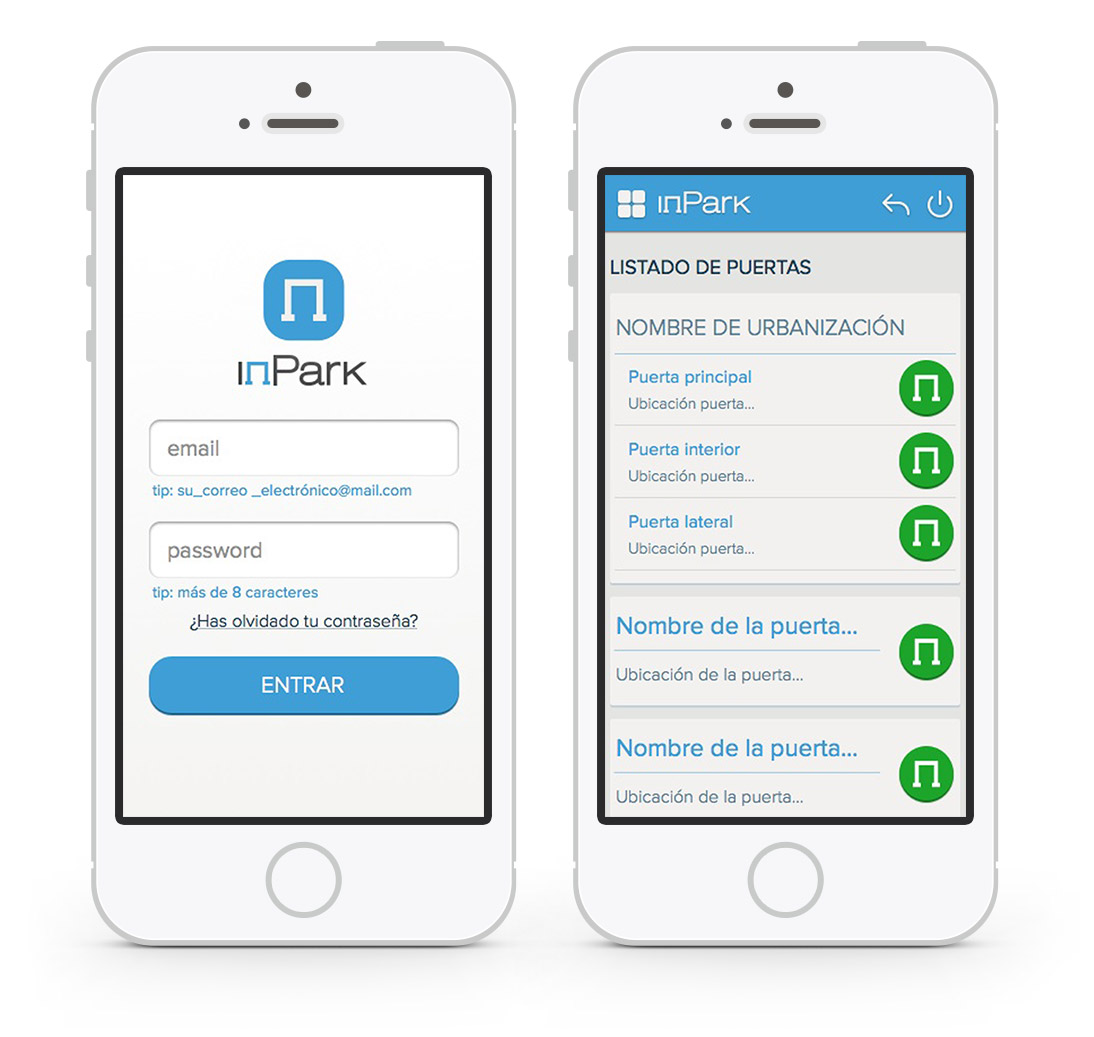 inPark
email
tip: su_correo _electrónico@mail.com
password
tip: más de 8 caracteres
¿Has olvidado tu contraseña?
ENTRAR
inPark
LISTADO DE PUERTAS
NOMBRE DE URBANIZACIÓN
Puerta principal
Ubicación puerta...
Puerta interior
Ubicación puerta...
Puerta lateral
Ubicación puerta...
Nombre de la puerta...
Ubicación de la puerta...
Nombre de la puerta...
Ubicación de la puerta...